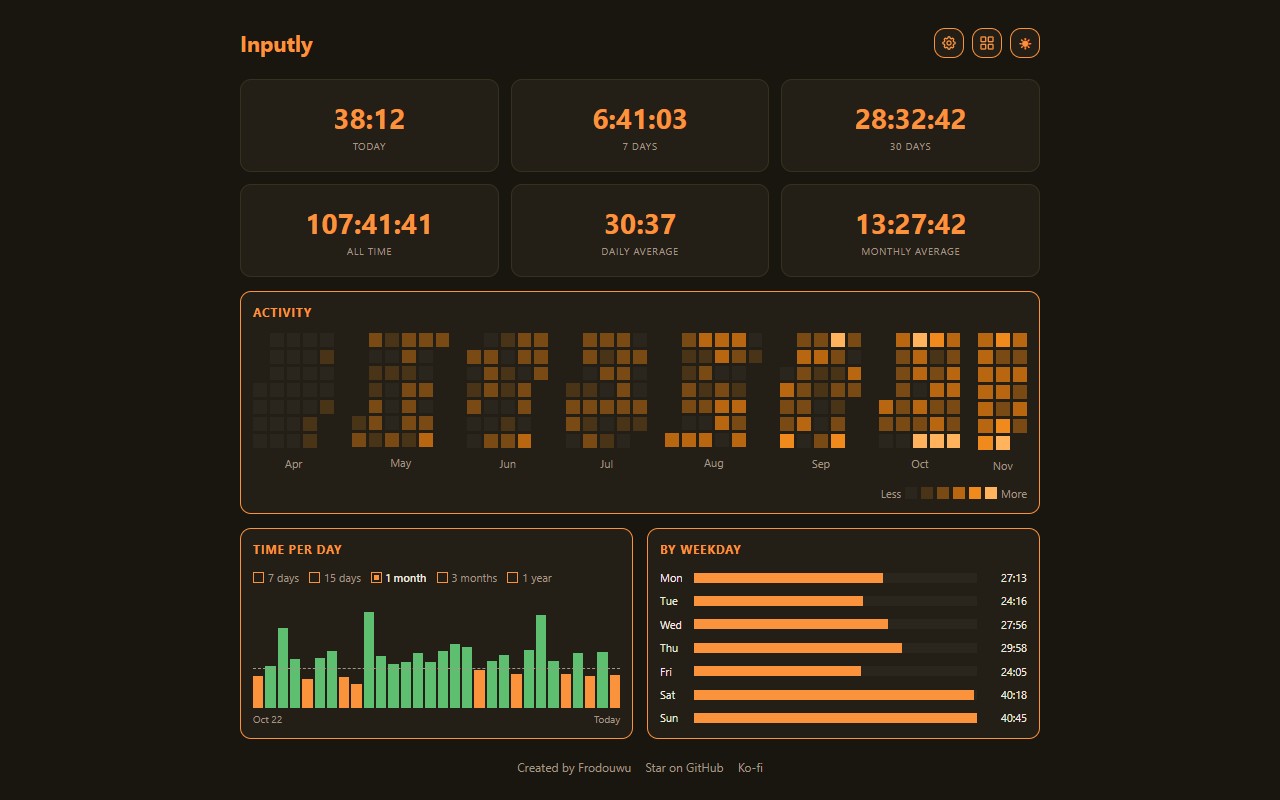 Inputly
38:12
TODAY
6:41:03
7 DAYS
28:32:42
30 DAYS
107:41:41
ALL TIME
30:37
DAILY AVERAGE
13:27:42
MONTHLY AVERAGE
ACTIVITY
Apr May Jun Jul Aug Sep Oct Nov
Less More
TIME PER DAY
7 days 15 days 1 month 3 months 1 year
Oct 22 Today
BY WEEKDAY
Mon 27:13
Tue 24:16
Wed 27:56
Thu 29:58
Fri 24:05
Sat 40:18
Sun 40:45
Created by Frodouwu Star on GitHub Ko-fi